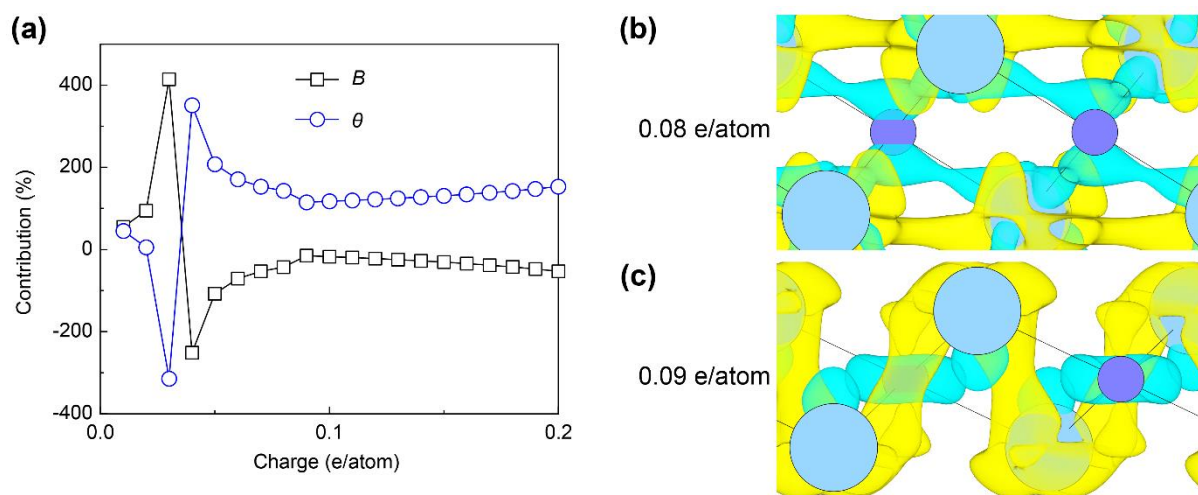 (a)
400
200
0
-200
-400
Contribution (%)
0.0
0.1
0.2
Charge (e/atom)
B
θ
(b)
0.08 e/atom
(c)
0.09 e/atom